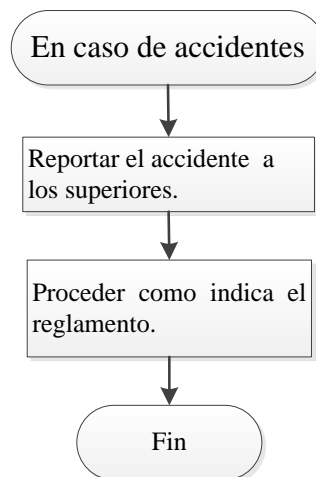 En caso de accidentes
Reportar el accidente a
los superiores.
Proceder como indica el
reglamento.
Fin